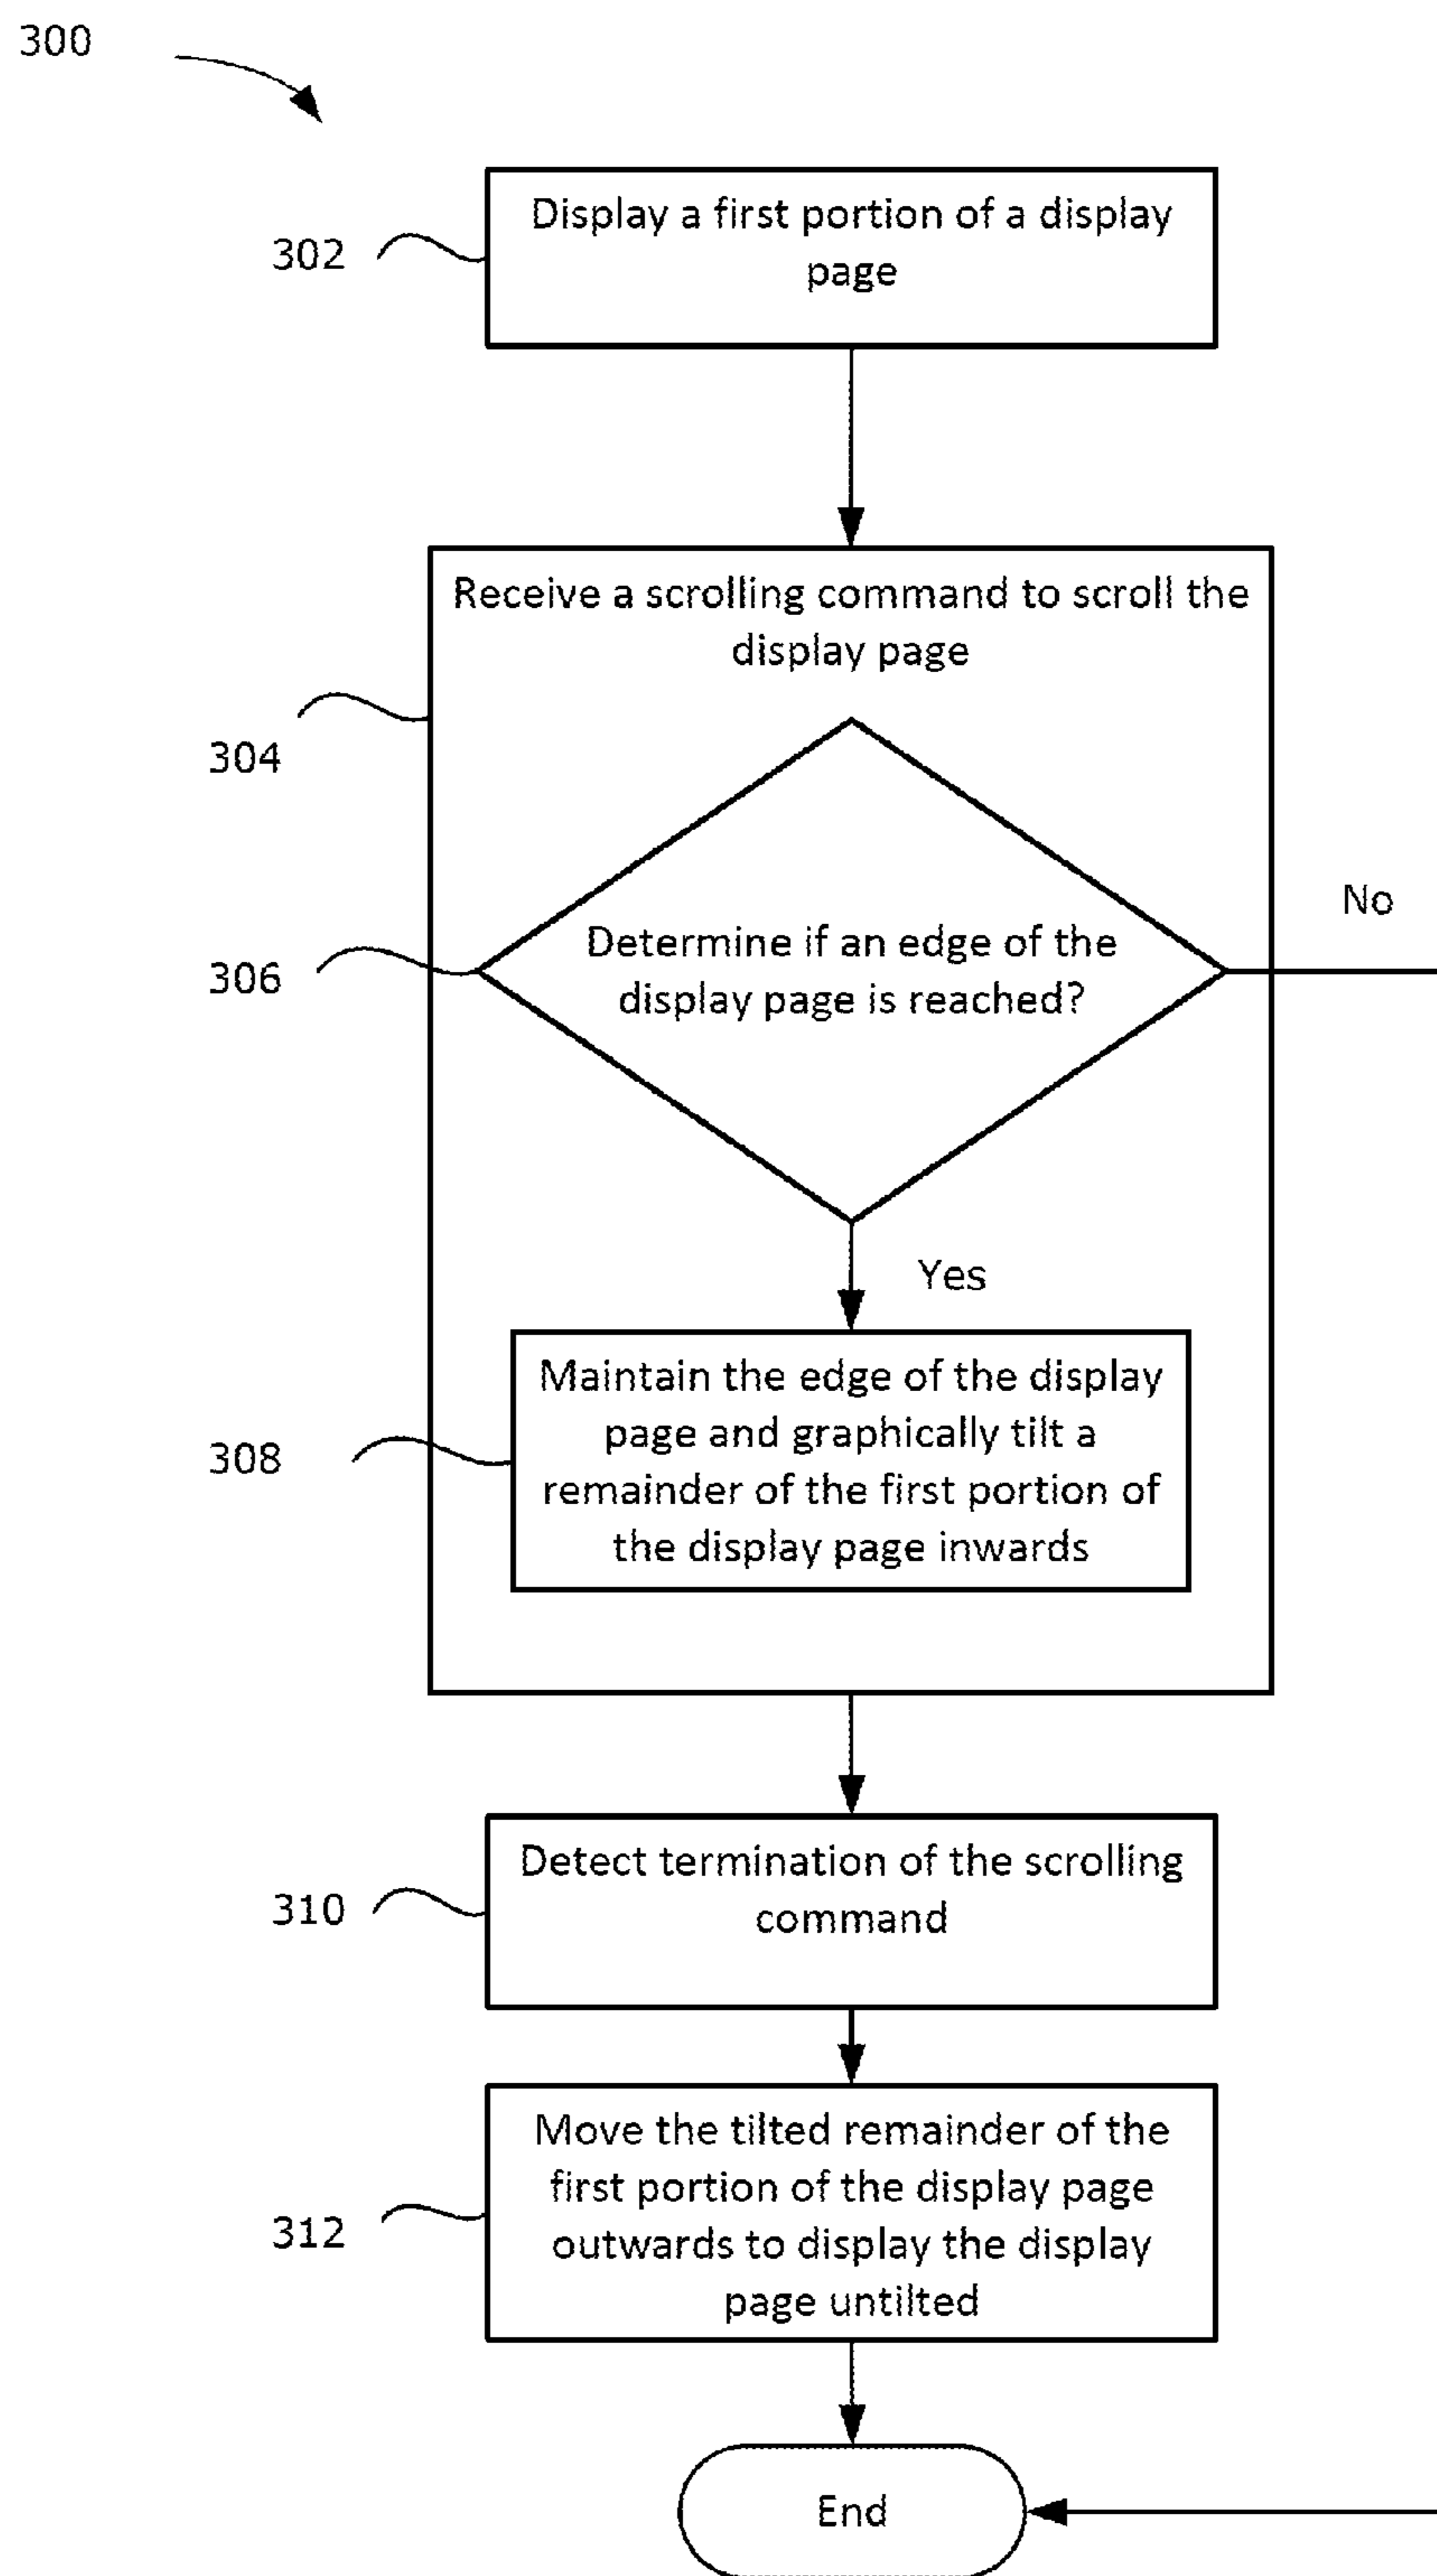 300
302
Display a first portion of a display
page
304
Receive a scrolling command to scroll the
display page
306
Determine if an edge of the
display page is reached?
No
Yes
308
Maintain the edge of the display
page and graphically tilt a
remainder of the first portion of
the display page inwards
310
Detect termination of the scrolling
command
312
Move the tilted remainder of the
first portion of the display page
outwards to display the display
page untilted
End